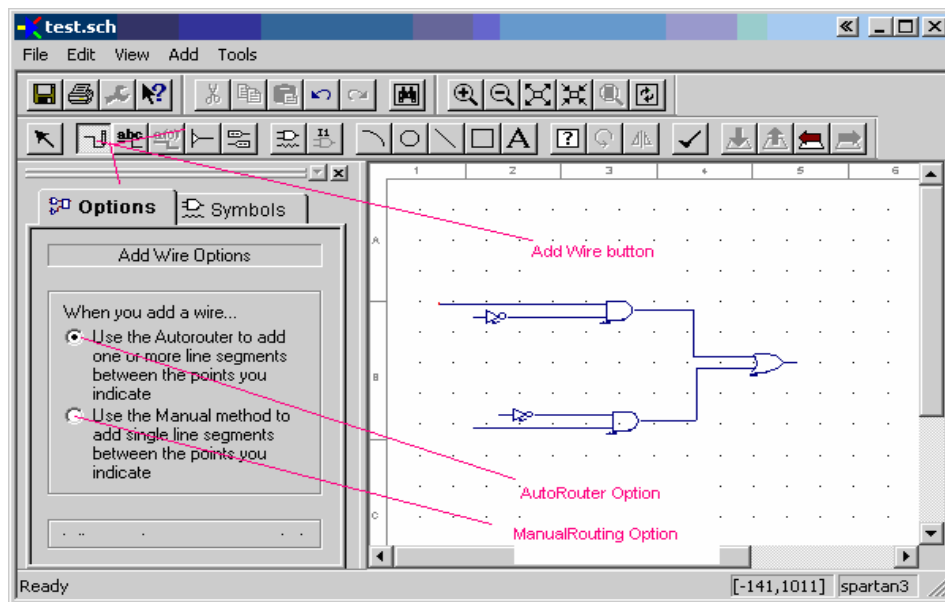 test.sch
File Edit View Add Tools
abc
A
?
Options
Symbols
Add Wire Options
When you add a wire...
Use the Autorouter to add
one or more line segments
between the points you
indicate
Use the Manual method to
add single line segments
between the points you
indicate
1 2 3 4 5 6
A
B
C
Add Wire button
AutoRouter Option
ManualRouting Option
Ready
[-141,1011] spartan3